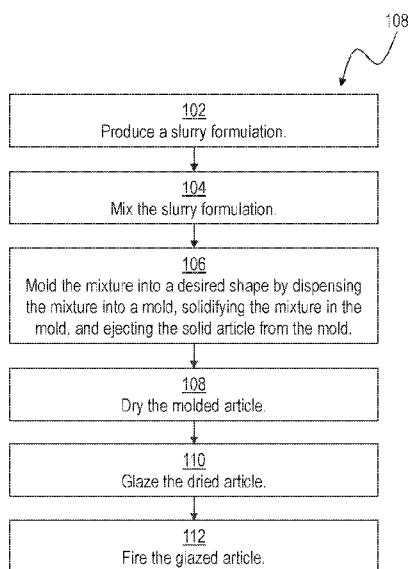 108
102
Produce a slurry formulation.
104
Mix the slurry formulation.
106
Mold the mixture into a desired shape by dispensing
the mixture into a mold, solidifying the mixture in the
mold, and ejecting the solid article from the mold.
108
Dry the molded article.
110
Glaze the dried article.
112
Fire the glazed article.